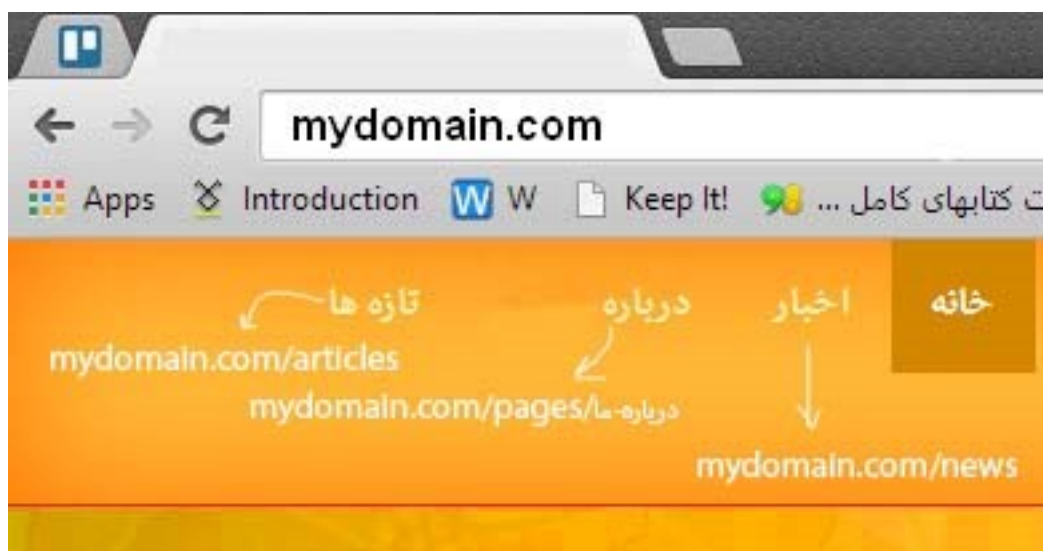 mydomain.com
Apps Introduction W W Keep It! ت کتابهای کامل ... 98
خانه اخبار درباره تازه ها
mydomain.com/articles
mydomain.com/pages/درباره-ما
mydomain.com/news